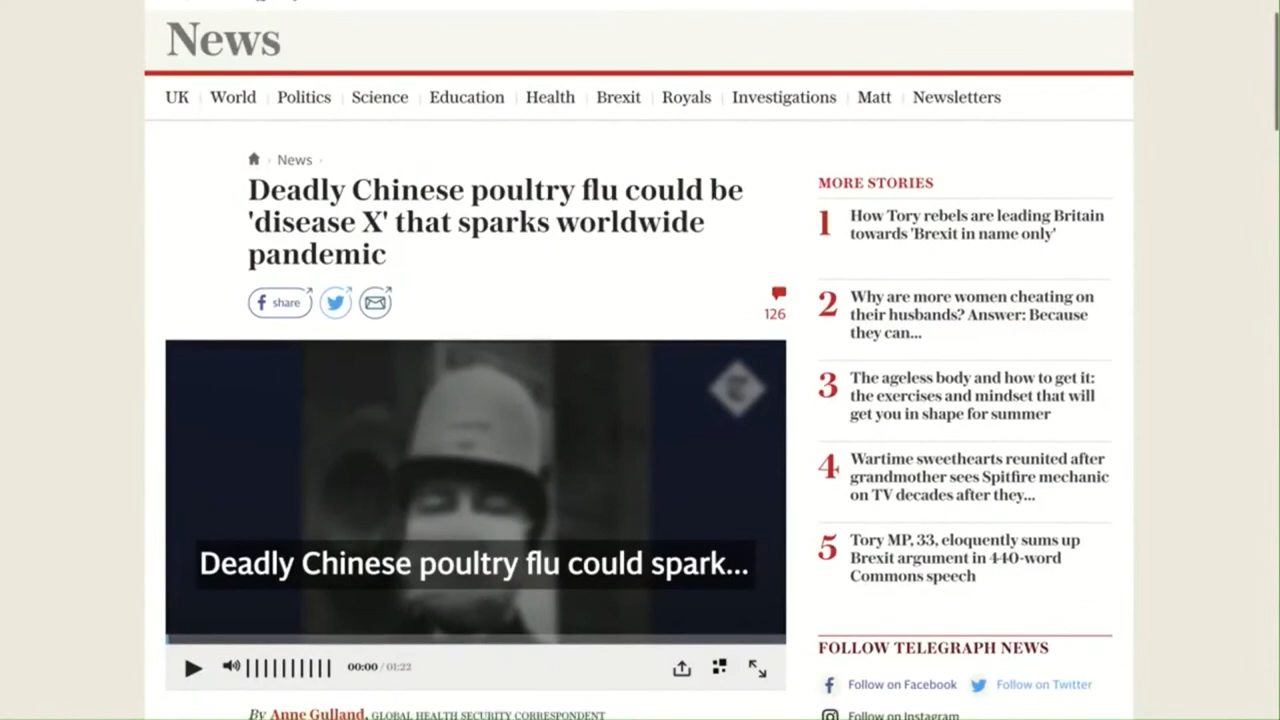 News
UK World Politics Science Education Health Brexit Royals Investigations Matt Newsletters
News
Deadly Chinese poultry flu could be
'disease X' that sparks worldwide
pandemic
share
126
Deadly Chinese poultry flu could spark...
00:00 / 01:22
By Anne Gulland, GLOBAL HEALTH SECURITY CORRESPONDENT
MORE STORIES
1 How Tory rebels are leading Britain
towards 'Brexit in name only'
2 Why are more women cheating on
their husbands? Answer: Because
they can...
3 The ageless body and how to get it:
the exercises and mindset that will
get you in shape for summer
4 Wartime sweethearts reunited after
grandmother sees Spitfire mechanic
on TV decades after they...
5 Tory MP, 33, eloquently sums up
Brexit argument in 440-word
Commons speech
FOLLOW TELEGRAPH NEWS
Follow on Facebook Follow on Twitter
Follow on Instagram